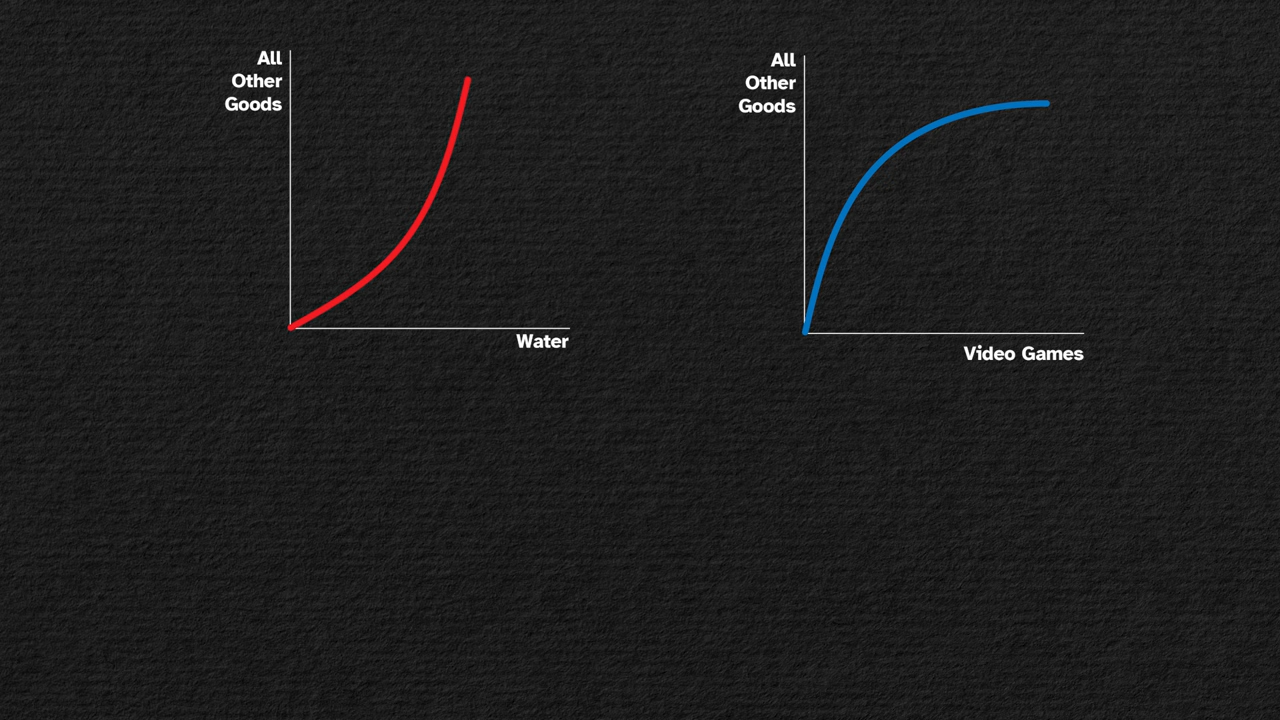 All
Other
Goods
Water
All
Other
Goods
Video Games